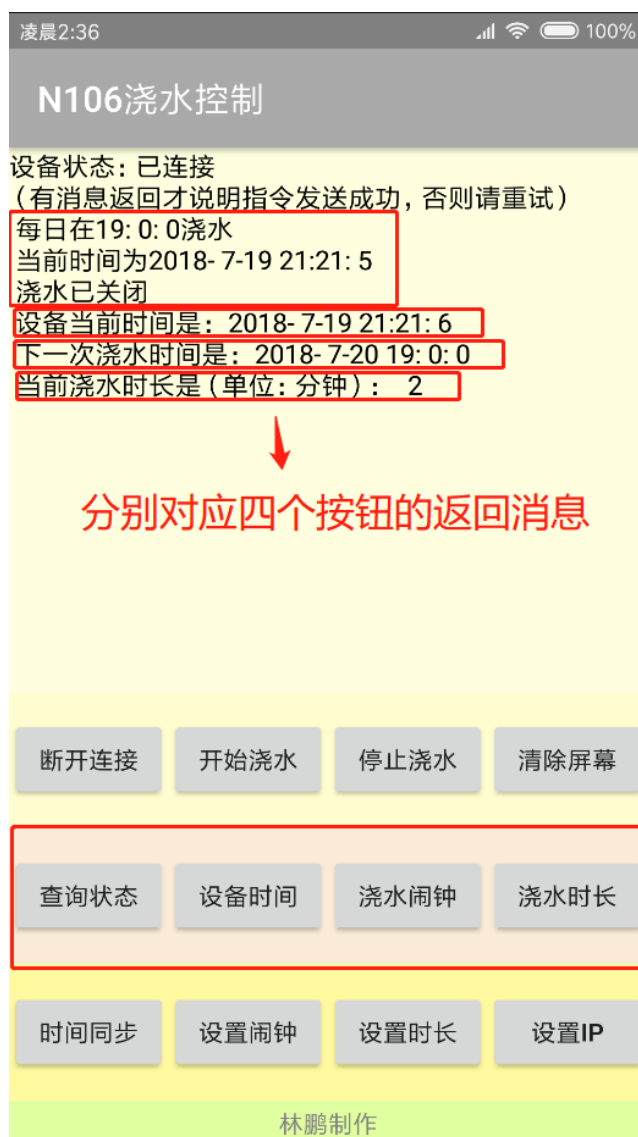 凌晨2:36 100%
N106浇水控制
设备状态: 已连接
(有消息返回才说明指令发送成功, 否则请重试)
每日在19: 0: 0浇水
当前时间为2018- 7-19 21:21: 5
浇水已关闭
设备当前时间是: 2018- 7-19 21:21: 6
下一次浇水时间是: 2018- 7-20 19: 0: 0
当前浇水时长是 (单位: 分钟) : 2
分别对应四个按钮的返回消息
断开连接 开始浇水 停止浇水 清除屏幕
查询状态 设备时间 浇水闹钟 浇水时长
时间同步 设置闹钟 设置时长 设置IP
林鹏制作